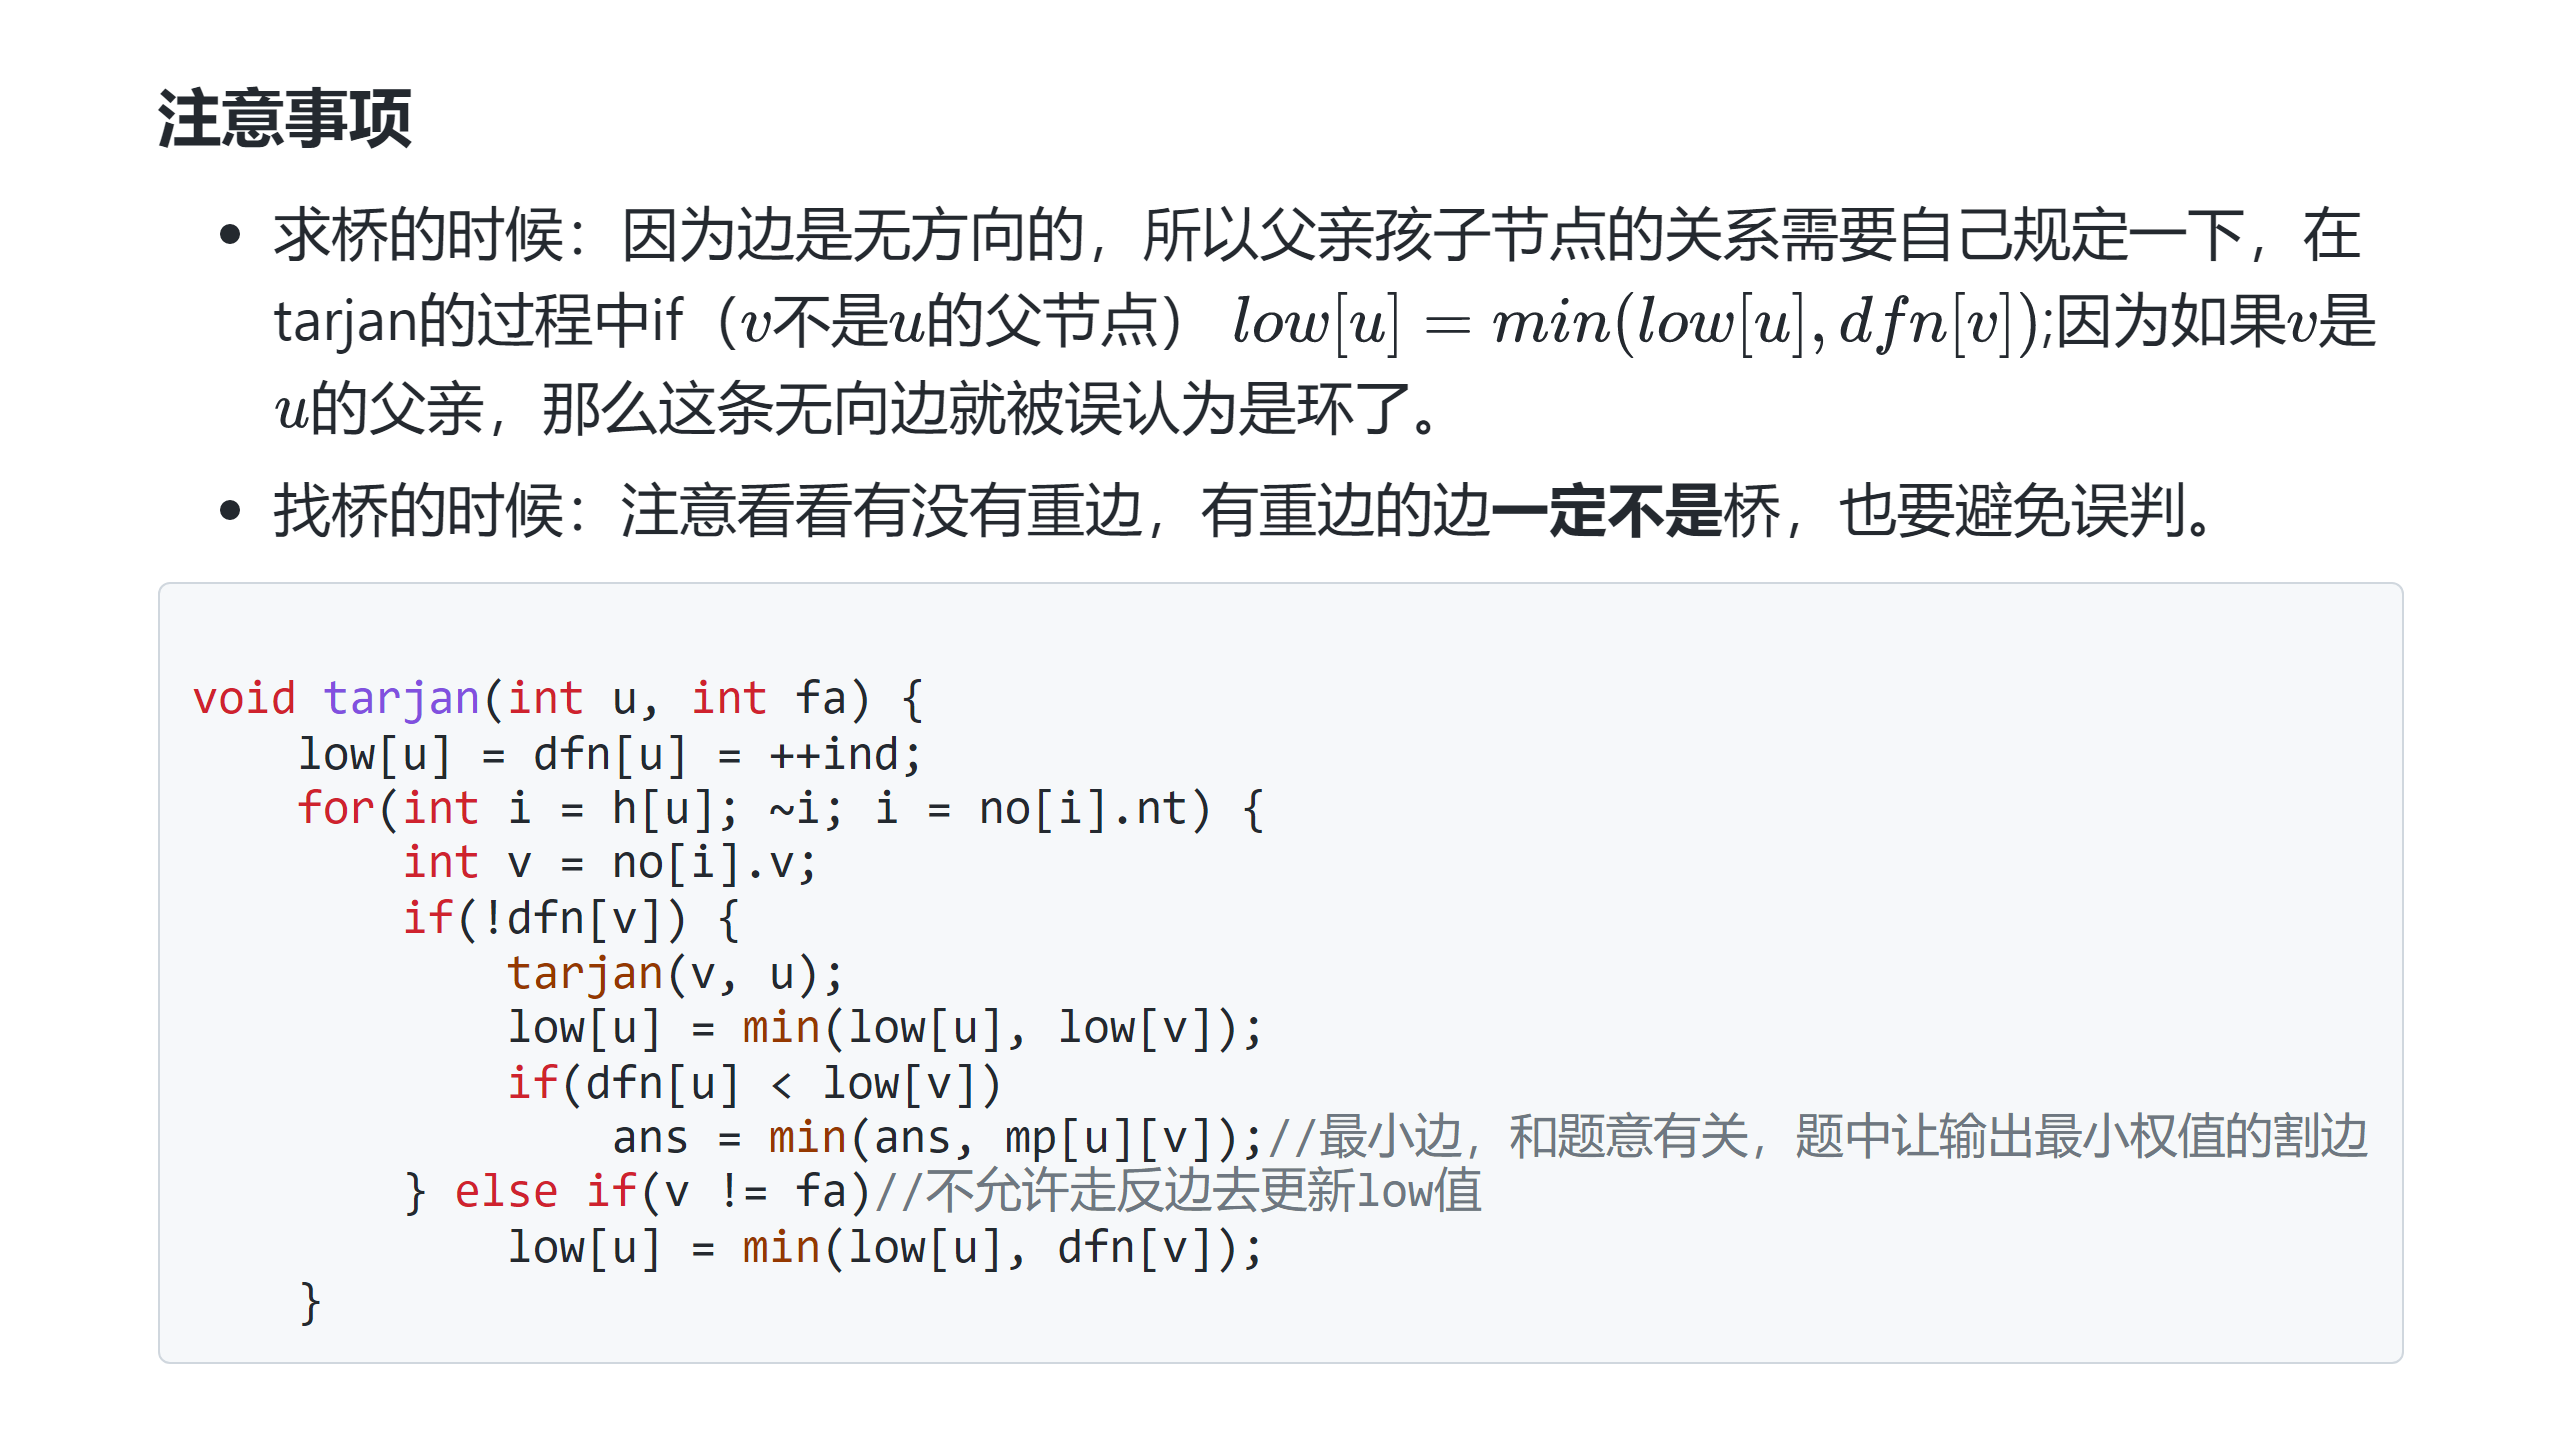 注意事项
• 求桥的时候：因为边是无方向的，所以父亲孩子节点的关系需要自己规定一下，在
tarjan的过程中if（v不是u的父节点） low[u] = min(low[u], dfn[v]);因为如果v是
u的父亲，那么这条无向边就被误认为是环了。
• 找桥的时候：注意看看有没有重边，有重边的边一定不是桥，也要避免误判。
void tarjan(int u, int fa) {
    low[u] = dfn[u] = ++ind;
    for(int i = h[u]; ~i; i = no[i].nt) {
        int v = no[i].v;
        if(!dfn[v]) {
            tarjan(v, u);
            low[u] = min(low[u], low[v]);
            if(dfn[u] < low[v])
                ans = min(ans, mp[u][v]);//最小边，和题意有关，题中让输出最小权值的割边
        } else if(v != fa)//不允许走反边去更新low值
            low[u] = min(low[u], dfn[v]);
    }